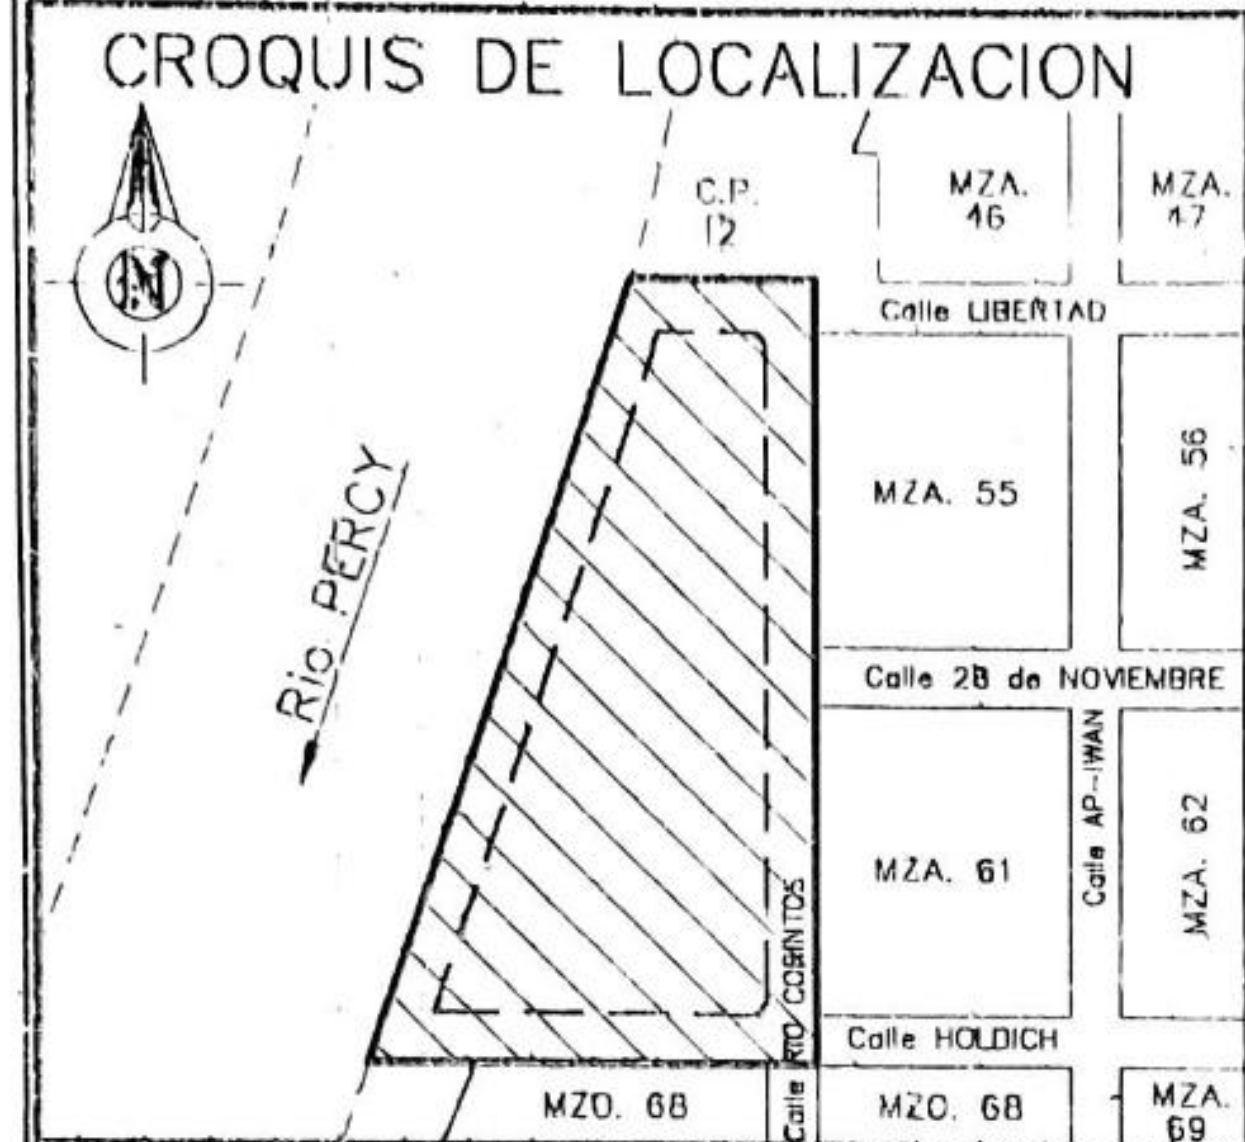 CROQUIS DE LOCALIZACION
N
C.P.
12
MZA.
46
MZA.
47
Calle LIBERTAD
MZA. 55
MZA. 56
Río PERCY
Calle 28 de NOVIEMBRE
Calle AP-IWAN
MZA. 61
MZA. 62
Calle RIO CORINTOS
Calle HOLDICH
MZO. 68
MZO. 68
MZA.
69